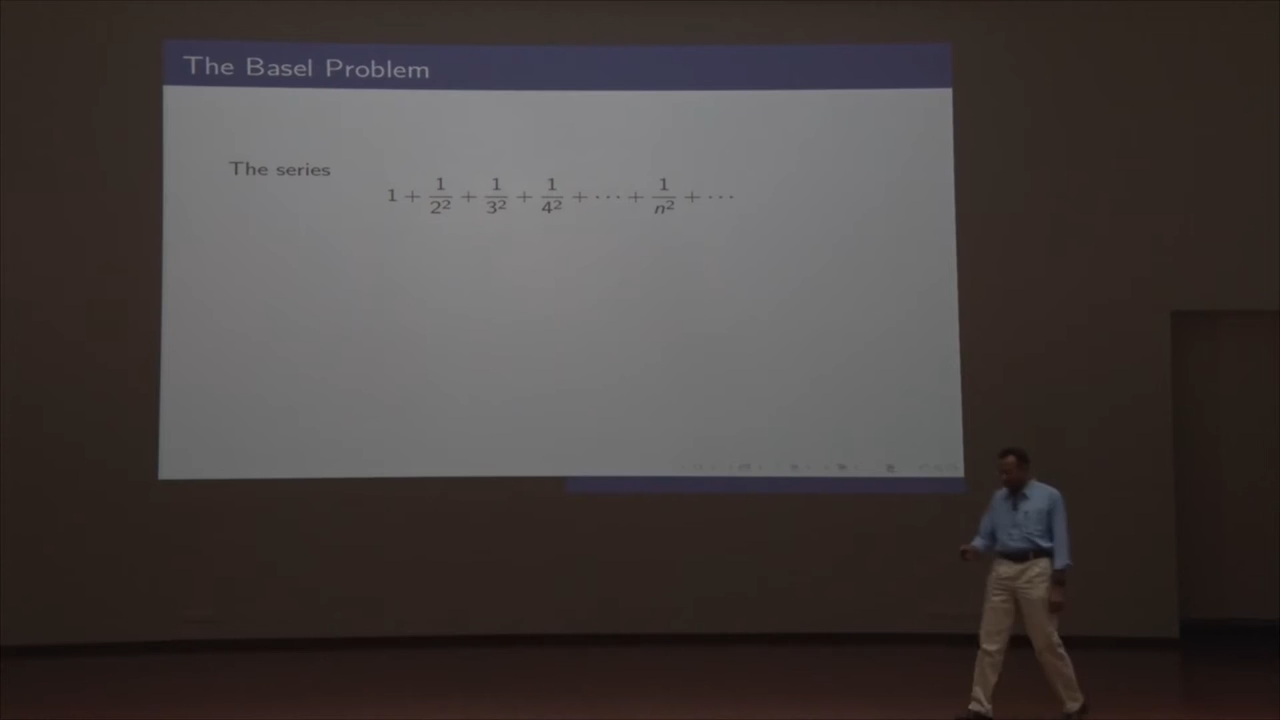 The Basel Problem
The series
1 + 1/2² + 1/3² + 1/4² + ⋯ + 1/n² + ⋯